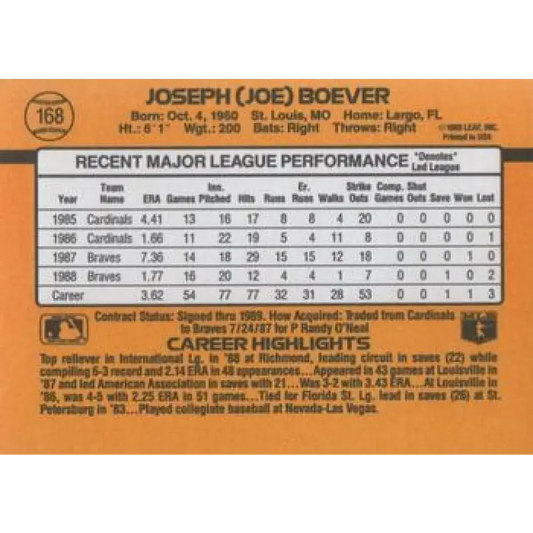 168
JOSEPH (JOE) BOEVER
Born: Oct. 4, 1960 St. Louis, MO Home: Largo, FL
Ht.: 6'1" Wgt.: 200 Bats: Right Throws: Right
LEAF, INC.
Printed in USA
RECENT MAJOR LEAGUE PERFORMANCE "Denotes" Led League
Year Team Name ERA Games Inn. Pitched Hits Runs Er. Runs Walks Strike Outs Comp. Games Shut Outs Save Won Lost
1985 Cardinals 4.41 13 16 17 8 8 4 20 0 0 0 0 0
1986 Cardinals 1.66 11 22 19 5 4 11 8 0 0 0 0 1
1987 Braves 7.36 14 18 29 15 15 12 18 0 0 0 1 0
1988 Braves 1.77 16 20 12 4 4 1 7 0 0 1 0 2
Career 3.62 54 77 77 32 31 28 53 0 0 1 1 3
Contract Status: Signed thru 1989. How Acquired: Traded from Cardinals
to Braves 7/24/87 for P Randy O'Neal
CAREER HIGHLIGHTS
Top reliever in International Lg. in '88 at Richmond, leading circuit in saves (22) while
compiling 6-3 record and 2.14 ERA in 48 appearances...Appeared in 43 games at Louisville in
'87 and led American Association in saves with 21...Was 3-2 with 3.43 ERA...At Louisville in
'86, was 4-5 with 2.25 ERA in 51 games...Tied for Florida St. Lg. lead in saves (26) at St.
Petersburg in '83...Played collegiate baseball at Nevada-Las Vegas.